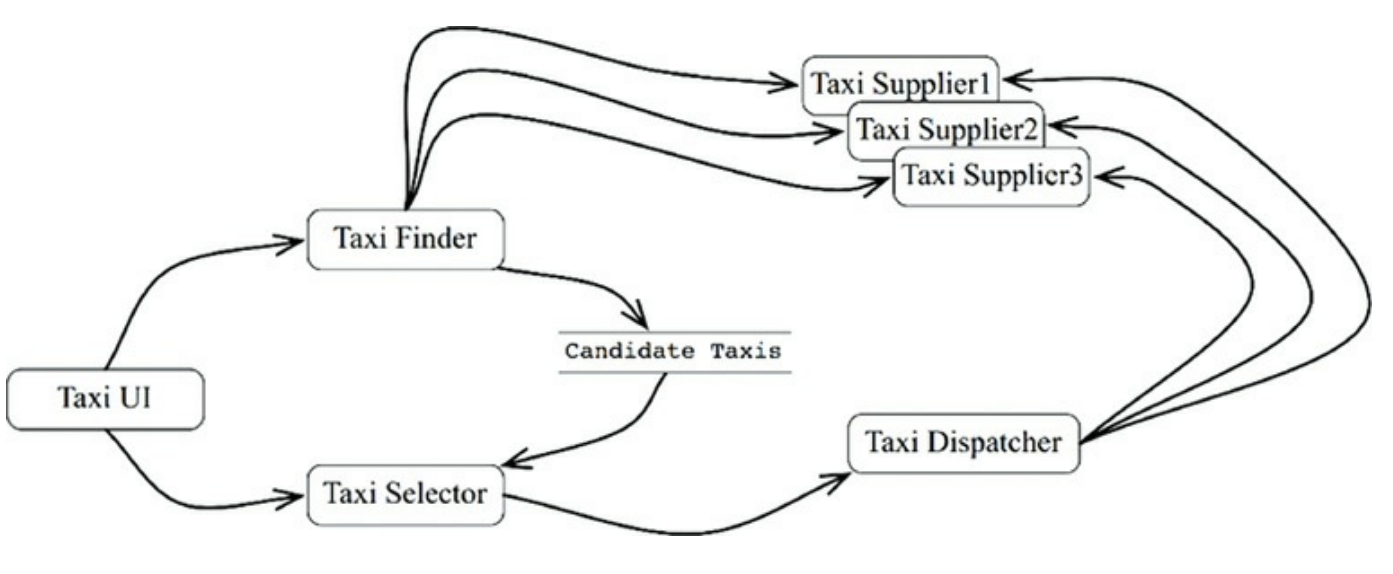 Taxi Supplier1
Taxi Supplier2
Taxi Supplier3
Taxi Finder
Candidate Taxis
Taxi UI
Taxi Dispatcher
Taxi Selector